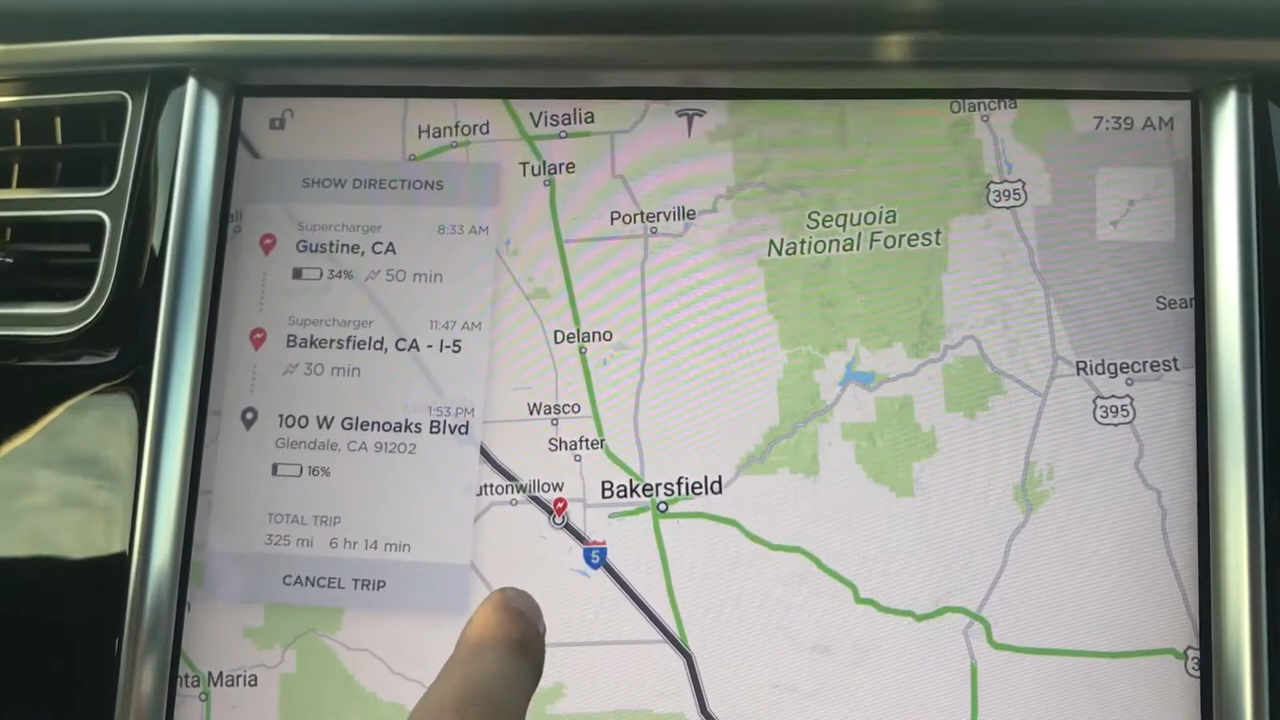 Olancha
Visalia
Hanford
7:39 AM
Tulare
SHOW DIRECTIONS
395
Porterville
Sequoia
National Forest
Supercharger 8:33 AM
Gustine, CA
34% 50 min
Supercharger 11:47 AM
Bakersfield, CA - I-5
30 min
1:53 PM
100 W Glenoaks Blvd
Glendale, CA 91202
16%
TOTAL TRIP
325 mi 6 hr 14 min
CANCEL TRIP
Sear
Delano
Ridgecrest
395
Wasco
Shafter
uttonwillow
Bakersfield
5
3
nta Maria